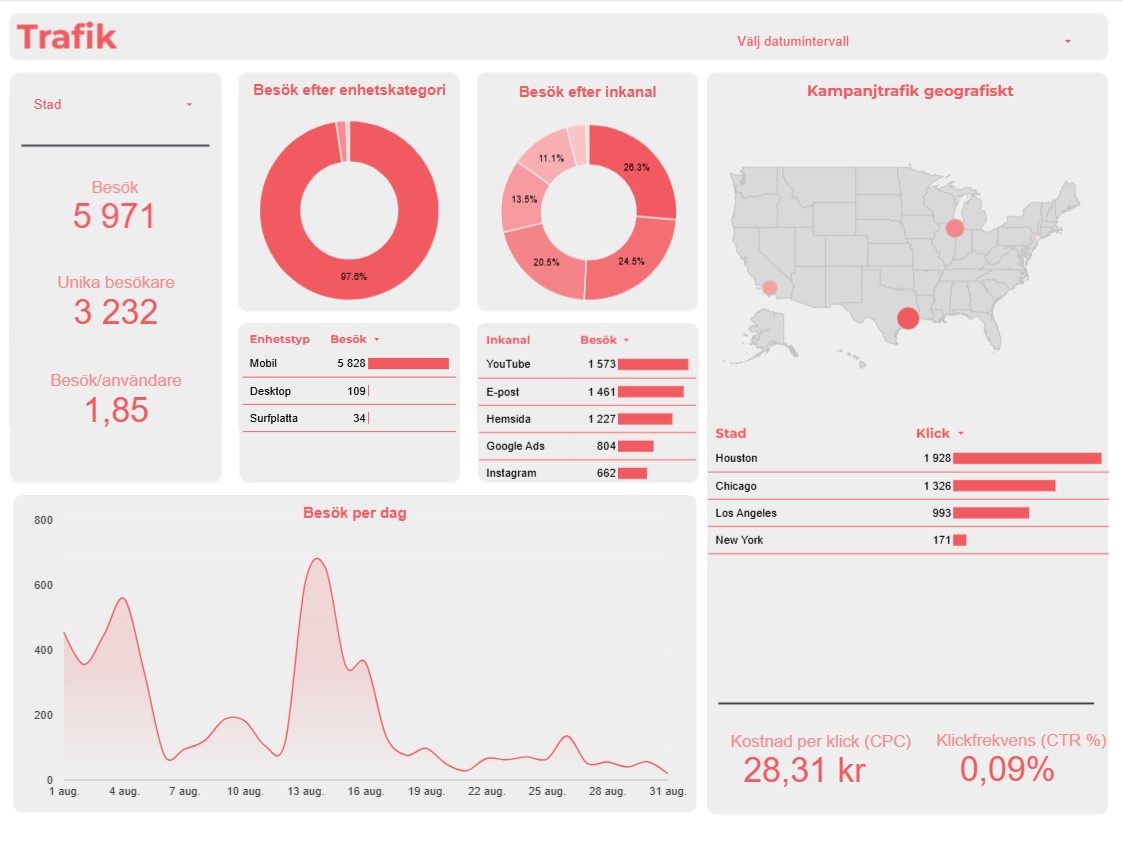 Trafik
Välj datumintervall
Stad
Besök
5 971
Unika besökare
3 232
Besök/användare
1,85
Besök efter enhetskategori
97.6%
Enhetstyp Besök
Mobil 5 828
Desktop 109
Surfplatta 34
Besök efter inkanal
26.3%
24.5%
20.5%
13.5%
11.1%
Inkanal Besök
YouTube 1 573
E-post 1 461
Hemsida 1 227
Google Ads 804
Instagram 662
Kampanjtrafik geografiskt
Stad Klick
Houston 1 928
Chicago 1 326
Los Angeles 993
New York 171
Kostnad per klick (CPC)
28,31 kr
Klickfrekvens (CTR %)
0,09%
Besök per dag
800
600
400
200
0
1 aug. 4 aug. 7 aug. 10 aug. 13 aug. 16 aug. 19 aug. 22 aug. 25 aug. 28 aug. 31 aug.